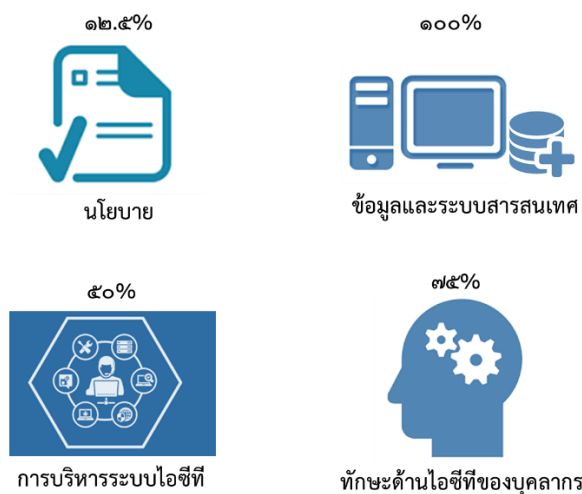 ๑๒.๕%
๑๐๐%
นโยบาย
ข้อมูลและระบบสารสนเทศ
๕๐%
๗๕%
การบริหารระบบไอซีที
ทักษะด้านไอซีทีของบุคลากร